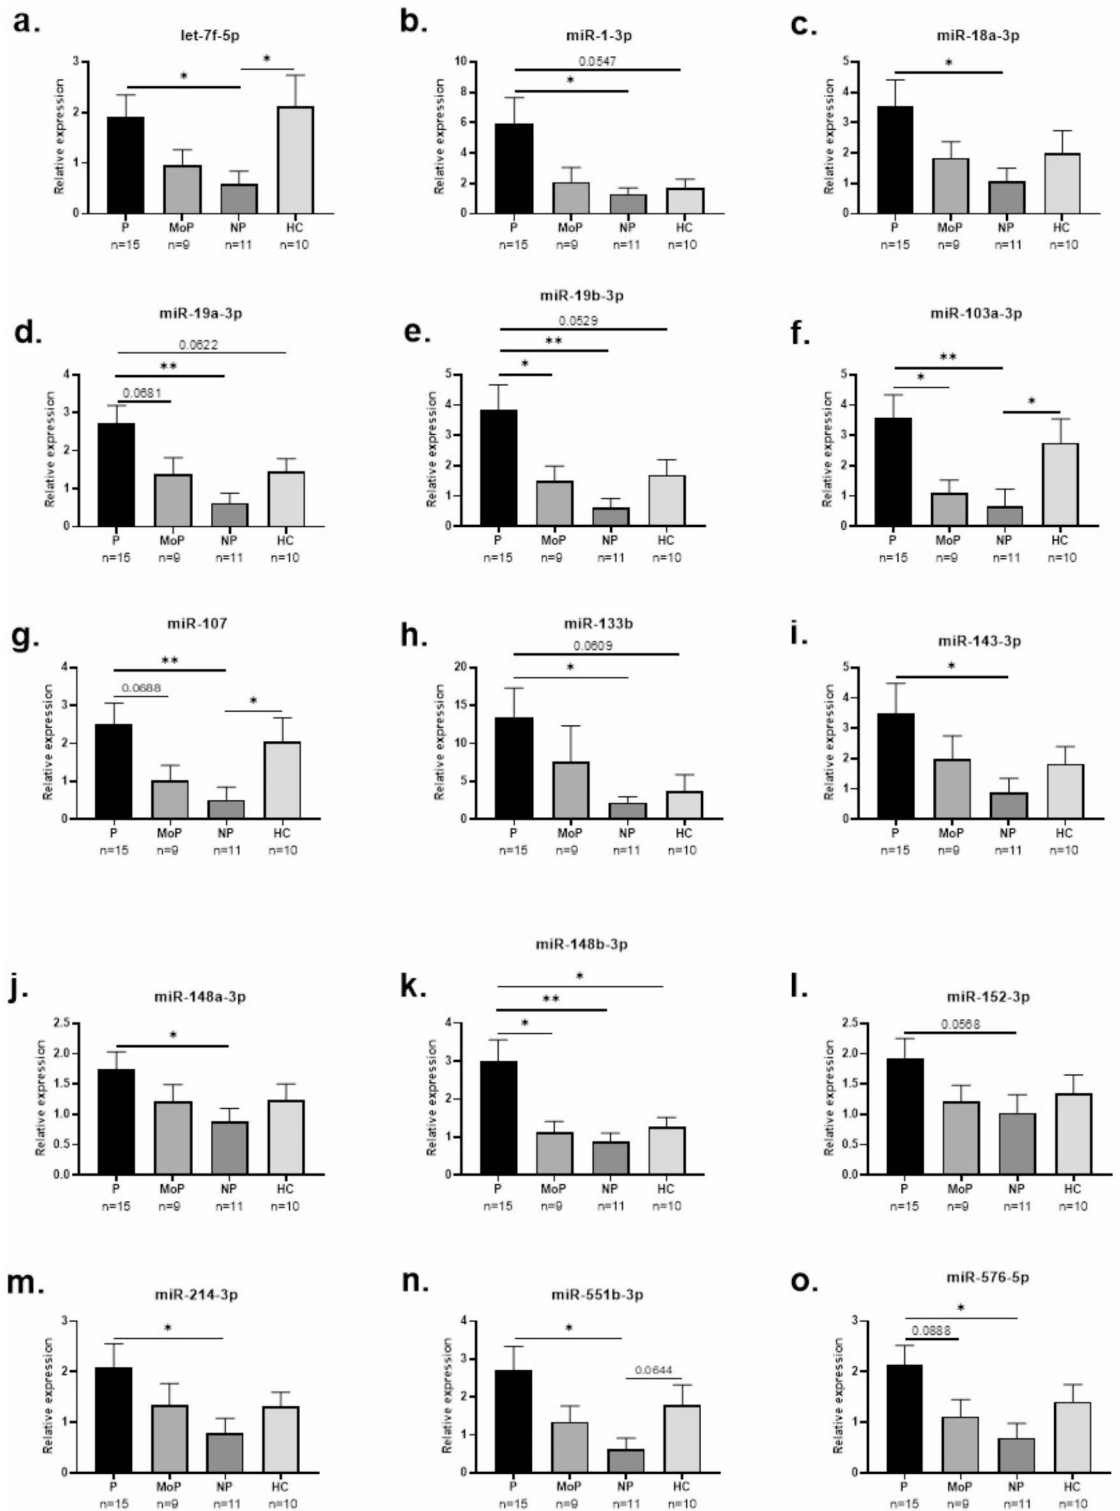 a.
let-7f-5p
*
*
3
2
1
0
Relative expression
P MoP NP HC
n=15 n=9 n=11 n=10
b.
miR-1-3p
0.0547
*
10
8
6
4
2
0
Relative expression
P MoP NP HC
n=15 n=9 n=11 n=10
c.
miR-18a-3p
*
5
4
3
2
1
0
Relative expression
P MoP NP HC
n=15 n=9 n=11 n=10
d.
miR-19a-3p
0.0622
**
0.0681
4
3
2
1
0
Relative expression
P MoP NP HC
n=15 n=9 n=11 n=10
e.
miR-19b-3p
0.0529
**
*
5
4
3
2
1
0
Relative expression
P MoP NP HC
n=15 n=9 n=11 n=10
f.
miR-103a-3p
**
*
*
5
4
3
2
1
0
Relative expression
P MoP NP HC
n=15 n=9 n=11 n=10
g.
miR-107
**
0.0688
*
4
3
2
1
0
Relative expression
P MoP NP HC
n=15 n=9 n=11 n=10
h.
miR-133b
0.0609
*
20
15
10
5
0
Relative expression
P MoP NP HC
n=15 n=9 n=11 n=10
i.
miR-143-3p
*
5
4
3
2
1
0
Relative expression
P MoP NP HC
n=15 n=9 n=11 n=10
j.
miR-148a-3p
*
2.5
2.0
1.5
1.0
0.5
0.0
Relative expression
P MoP NP HC
n=15 n=9 n=11 n=10
k.
miR-148b-3p
*
**
*
4
3
2
1
0
Relative expression
P MoP NP HC
n=15 n=9 n=11 n=10
l.
miR-152-3p
0.0568
2.5
2.0
1.5
1.0
0.5
0.0
Relative expression
P MoP NP HC
n=15 n=9 n=11 n=10
m.
miR-214-3p
*
3
2
1
0
Relative expression
P MoP NP HC
n=15 n=9 n=11 n=10
n.
miR-551b-3p
*
0.0644
4
3
2
1
0
Relative expression
P MoP NP HC
n=15 n=9 n=11 n=10
o.
miR-576-5p
*
0.0888
3
2
1
0
Relative expression
P MoP NP HC
n=15 n=9 n=11 n=10